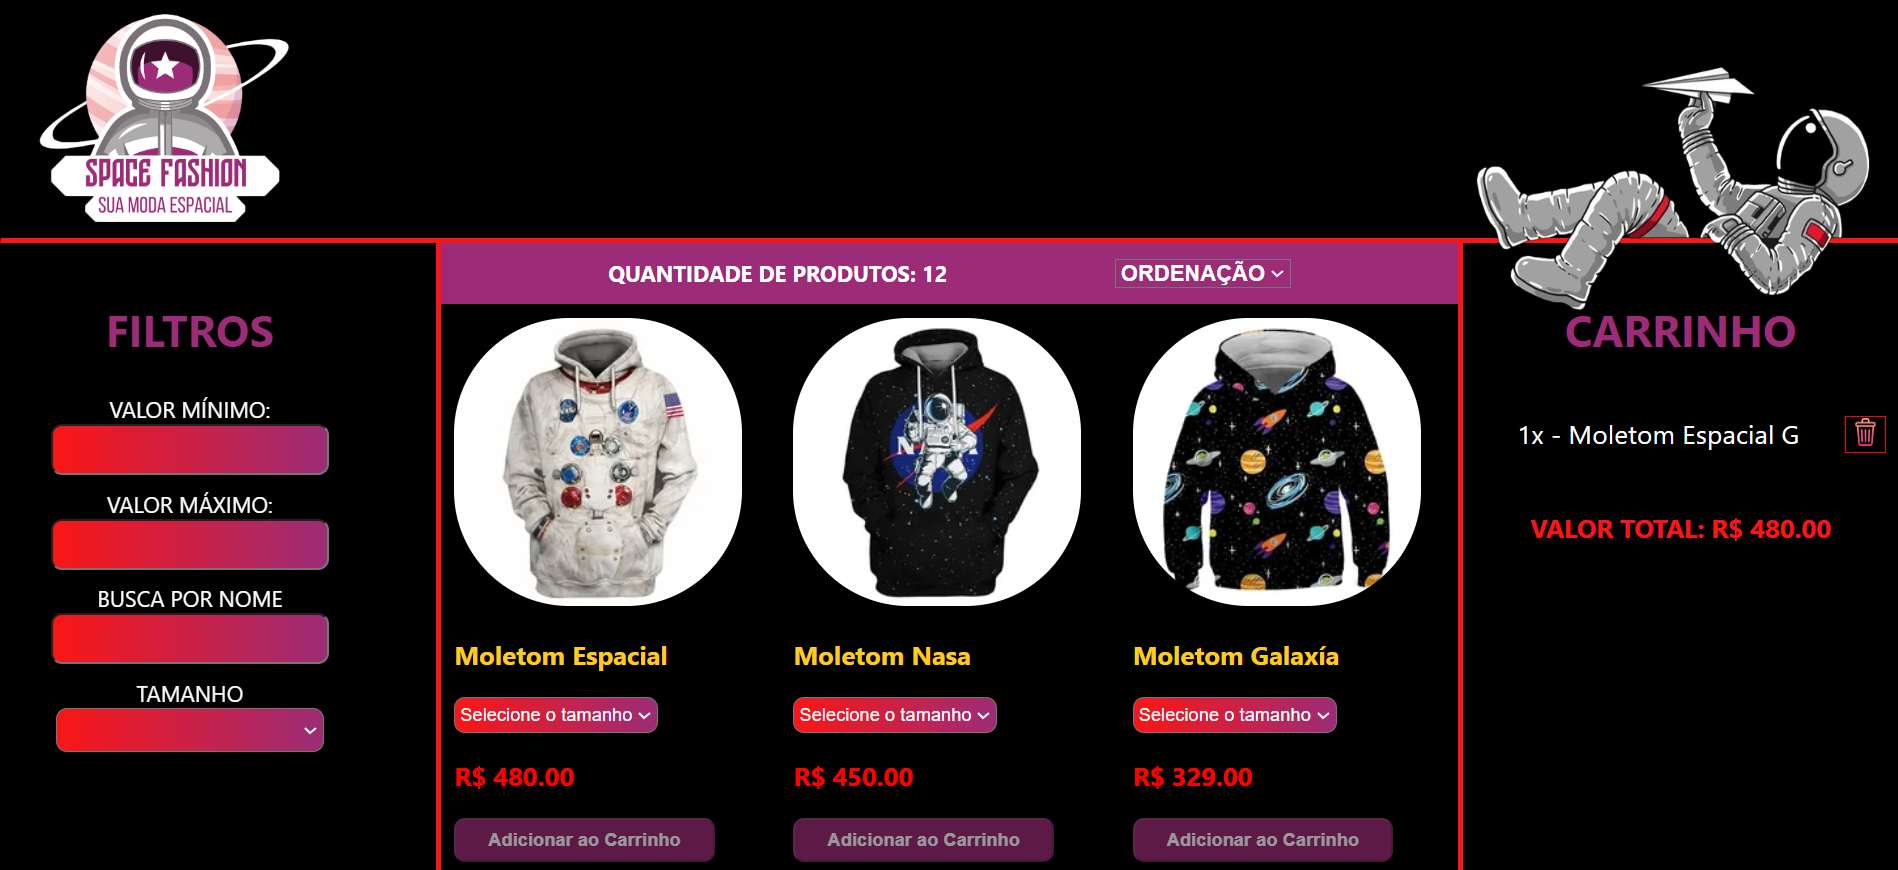 SPACE FASHION
SUA MODA ESPACIAL
FILTROS
VALOR MÍNIMO:
VALOR MÁXIMO:
BUSCA POR NOME
TAMANHO
QUANTIDADE DE PRODUTOS: 12
ORDENAÇÃO
Moletom Espacial
Selecione o tamanho
R$ 480.00
Adicionar ao Carrinho
Moletom Nasa
Selecione o tamanho
R$ 450.00
Adicionar ao Carrinho
Moletom Galaxía
Selecione o tamanho
R$ 329.00
Adicionar ao Carrinho
CARRINHO
1x - Moletom Espacial G
VALOR TOTAL: R$ 480.00